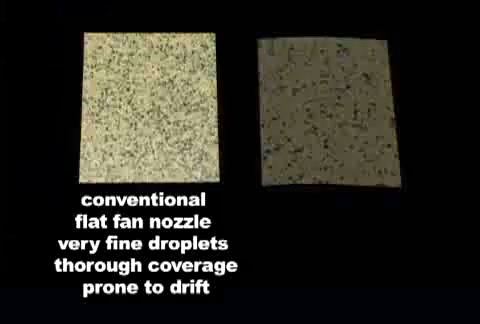 conventional
flat fan nozzle
very fine droplets
thorough coverage
prone to drift